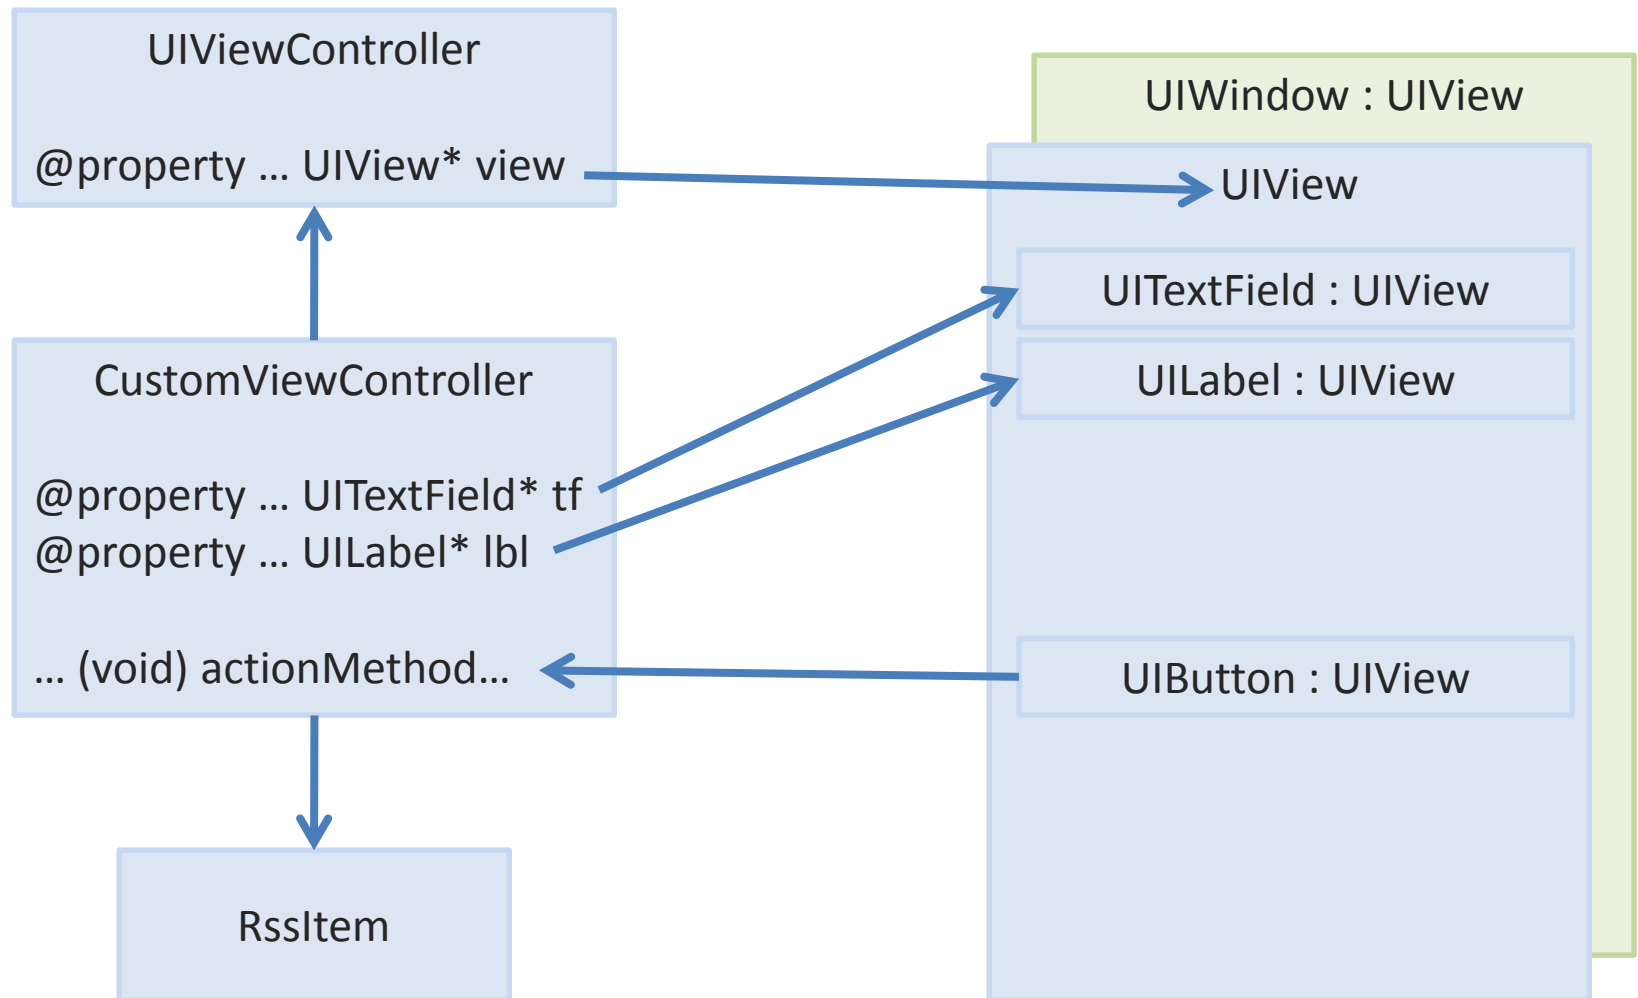 UIViewController
@property … UIView* view
CustomViewController
@property … UITextField* tf
@property … UILabel* lbl
… (void) actionMethod…
RssItem
UIWindow : UIView
UIView
UITextField : UIView
UILabel : UIView
UIButton : UIView